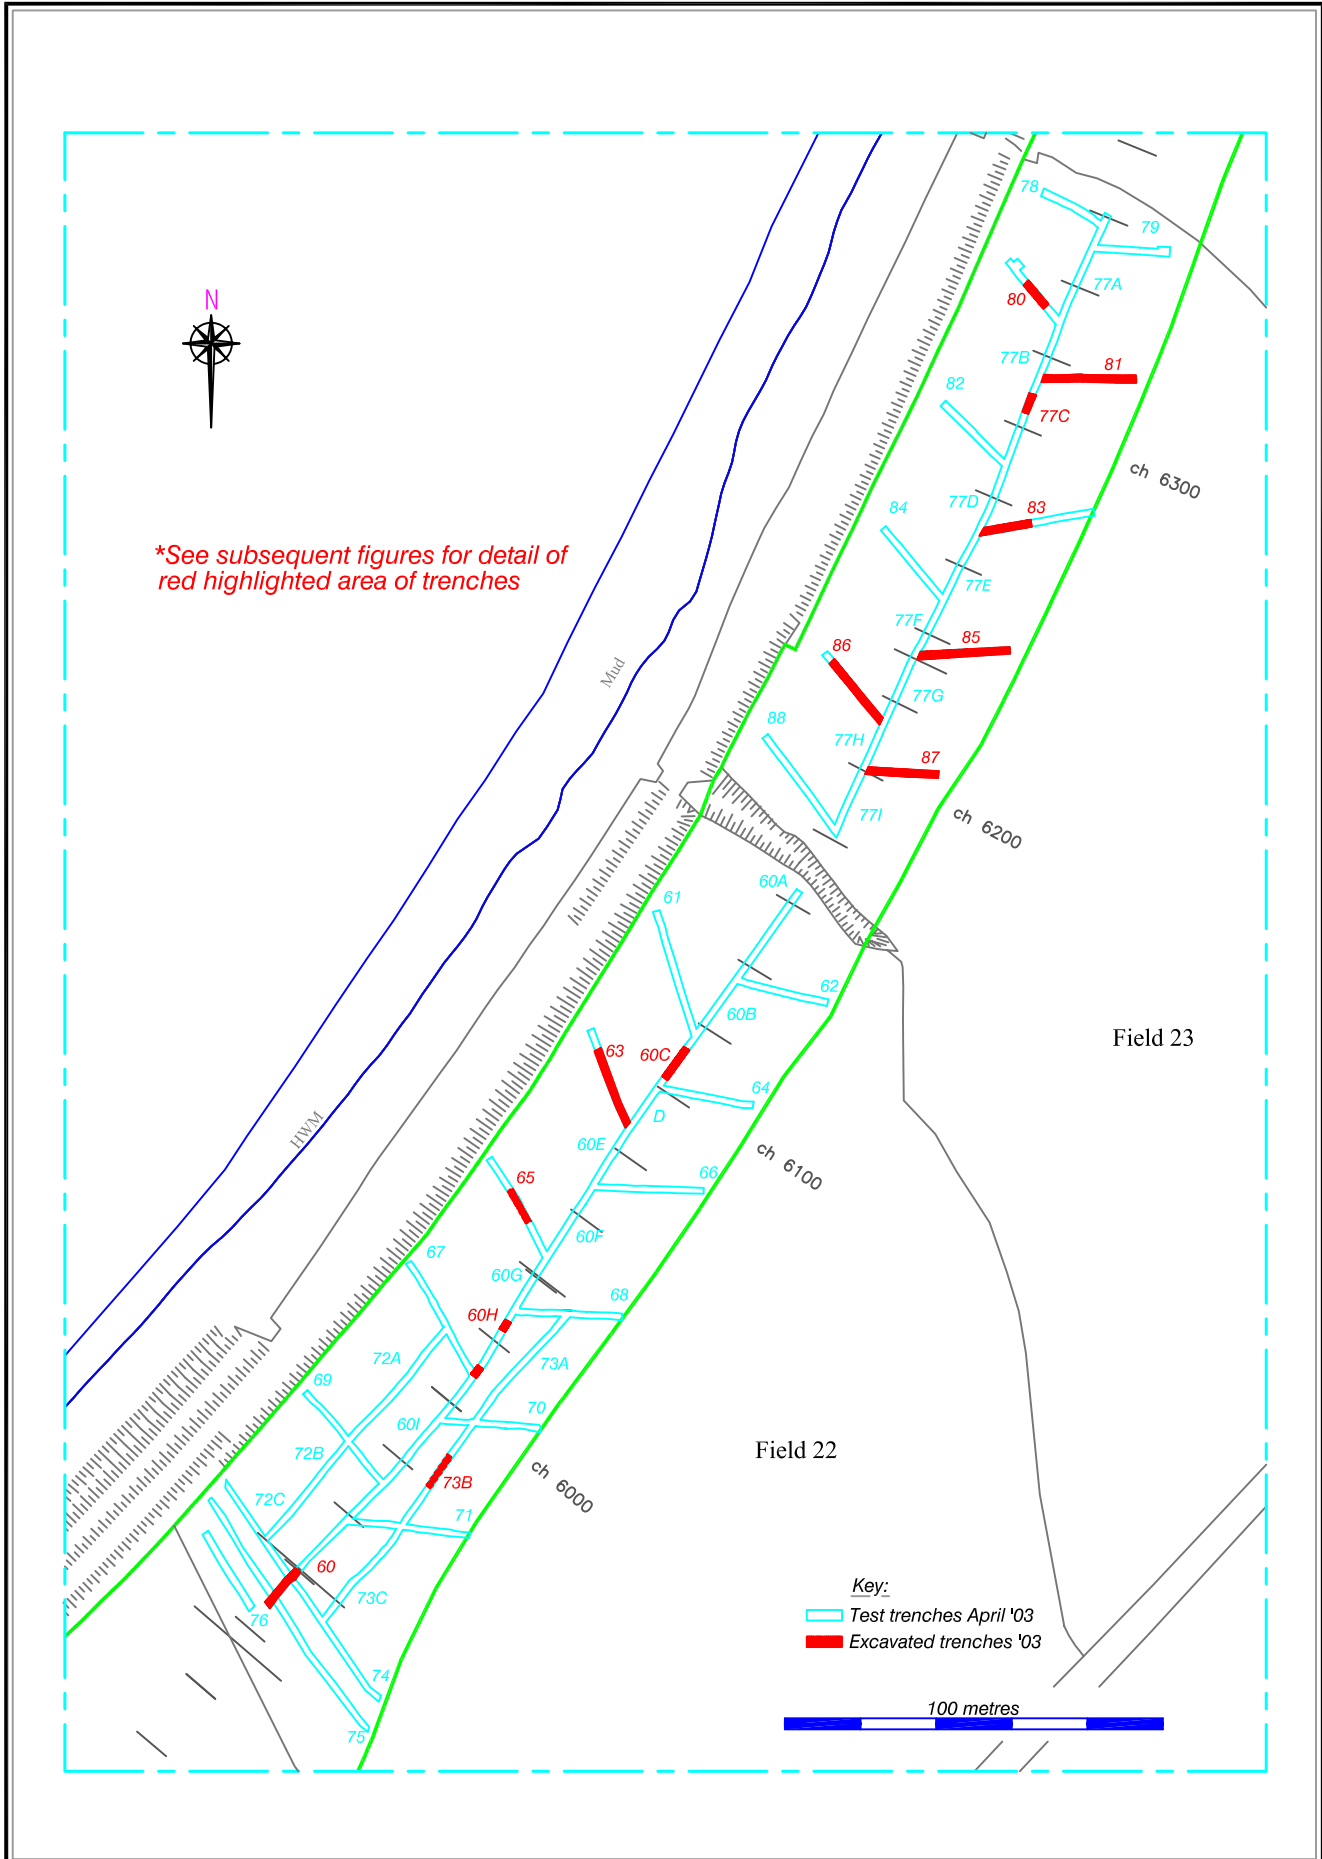 78
79
N
77A
80
77B
81
82
77C
ch 6300
77D
84
83
*See subsequent figures for detail of
red highlighted area of trenches
77E
77F
85
86
Mud
77G
88
77H
87
77I
ch 6200
60A
61
62
60B
Field 23
63
60C
64
D
HWM
60E
ch 6100
66
65
60F
67
60G
68
60H
72A
73A
69
70
60I
72B
Field 22
73B
ch 6000
72C
71
60
Key:
73C
Test trenches April '03
76
Excavated trenches '03
74
100 metres
75